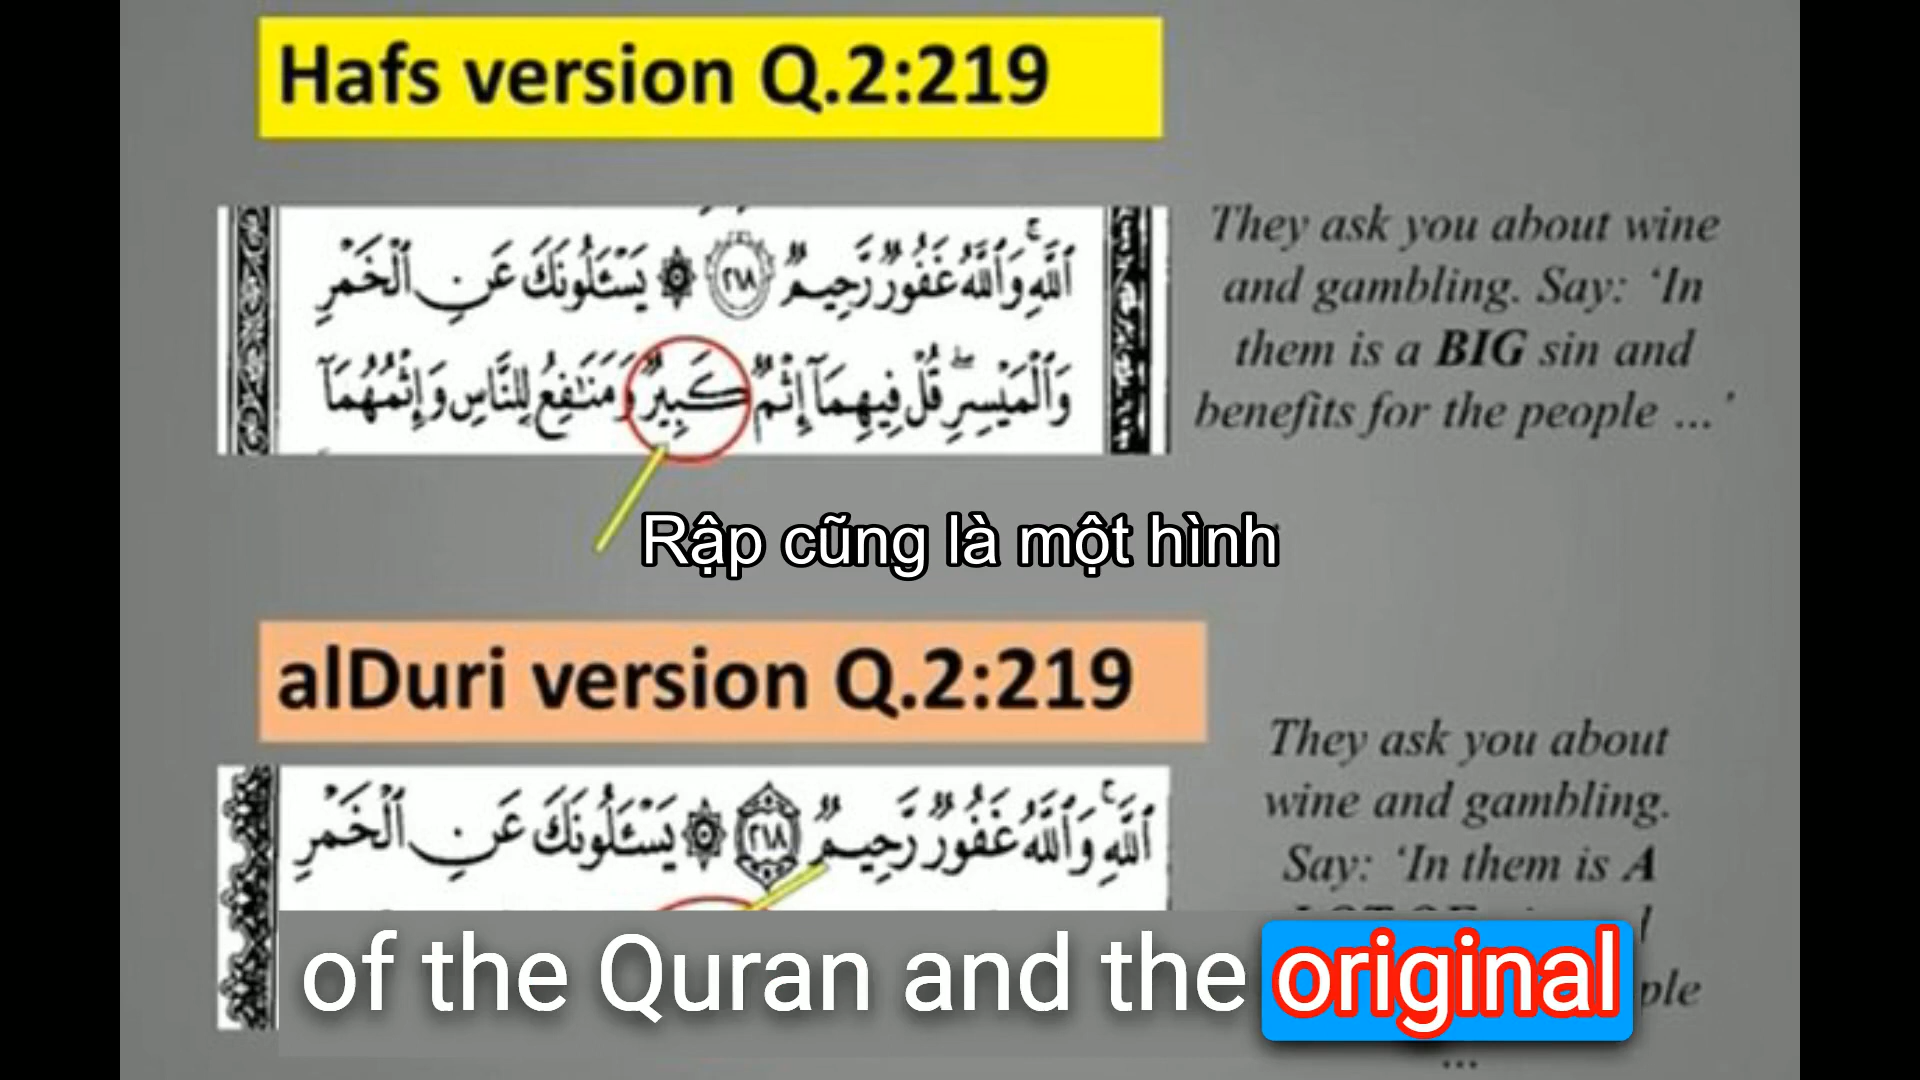 Hafs version Q.2:219
ٱللَّهِۚ وَٱللَّهُ غَفُورٌ رَّحِيمٌ ٢١٨ ۞ يَسْـَٔلُونَكَ عَنِ ٱلْخَمْرِ
وَٱلْمَيْسِرِۖ قُلْ فِيهِمَآ إِثْمٌ كَبِيرٌ وَمَنَٰفِعُ لِلنَّاسِ وَإِثْمُهُمَآ
They ask you about wine
and gambling. Say: ‘In
them is a BIG sin and
benefits for the people ...’
Rập cũng là một hình
alDuri version Q.2:219
ٱللَّهِۚ وَٱللَّهُ غَفُورٌ رَّحِيمٌ ٢١٨ ۞ يَسْـَٔلُونَكَ عَنِ ٱلْخَمْرِ
They ask you about
wine and gambling.
Say: ‘In them is A
of the Quran and the original
...